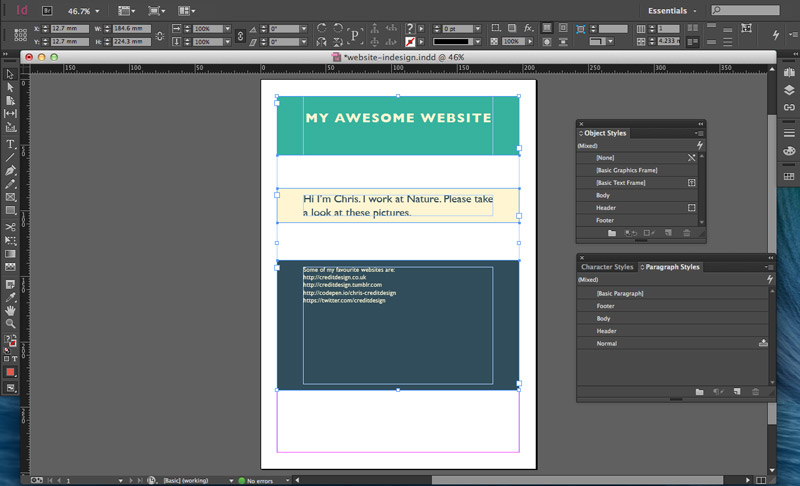 Id Br 46.7% Essentials
X: 12.7 mm W: 184.6 mm 100% 0° 0 pt 1
Y: 12.7 mm H: 224.3 mm 100% 0° 100% 4.233 m
*website-indesign.indd @ 46%
150 100 50 0 50 100 150 200 250 300 350
MY AWESOME WEBSITE
Hi I'm Chris. I work at Nature. Please take
a look at these pictures.
Some of my favourite websites are:
http://creditdesign.co.uk
http://creditdesign.tumblr.com
http://codepen.io/chris-creditdesign
https://twitter.com/creditdesign
Object Styles
(Mixed)
[None]
[Basic Graphics Frame]
[Basic Text Frame]
Body
Header
Footer
Character Styles Paragraph Styles
(Mixed)
[Basic Paragraph]
Footer
Body
Header
Normal
1 [Basic] (working) No errors